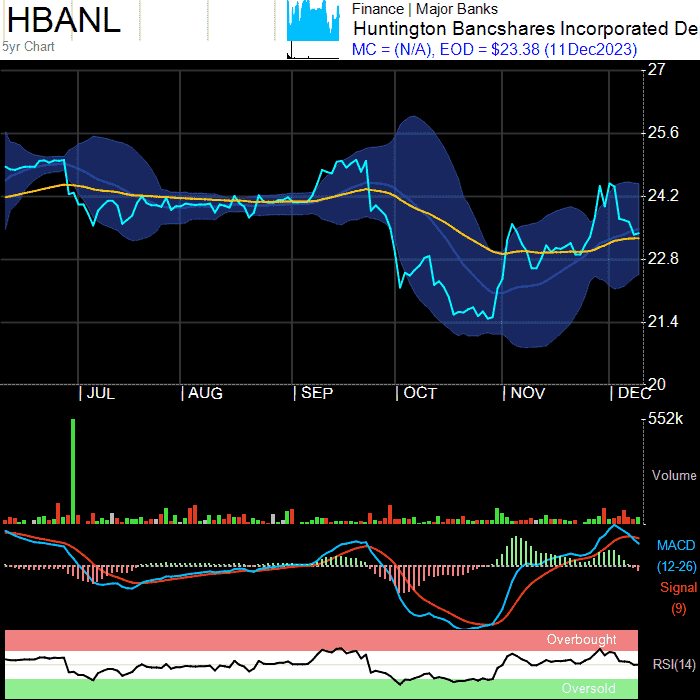 HBANL
5yr Chart
Finance | Major Banks
Huntington Bancshares Incorporated De
MC = (N/A), EOD = $23.38 (11Dec2023)
27
25.6
24.2
22.8
21.4
20
| JUL | AUG | SEP | OCT | NOV | DEC
552k
Volume
MACD
(12-26)
Signal
(9)
Overbought
RSI(14)
Oversold